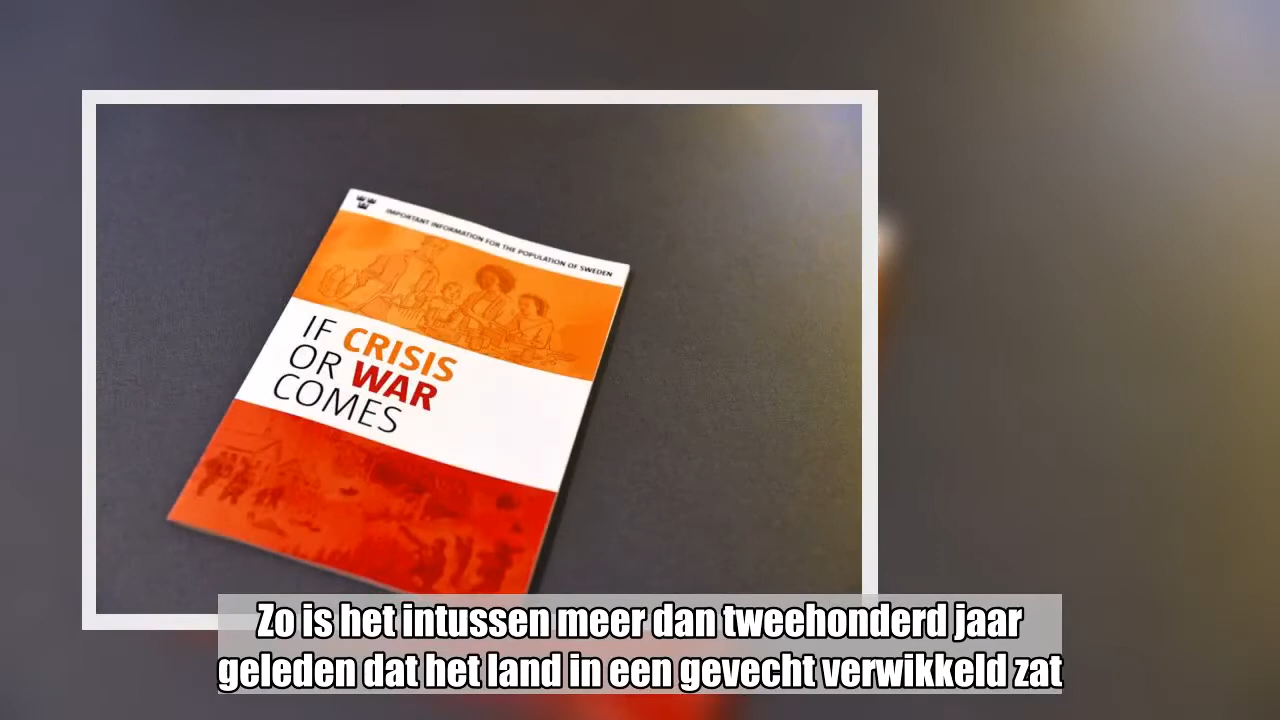 IMPORTANT INFORMATION FOR THE POPULATION OF SWEDEN
IF CRISIS
OR WAR
COMES
Zo is het intussen meer dan tweehonderd jaar
geleden dat het land in een gevecht verwikkeld zat